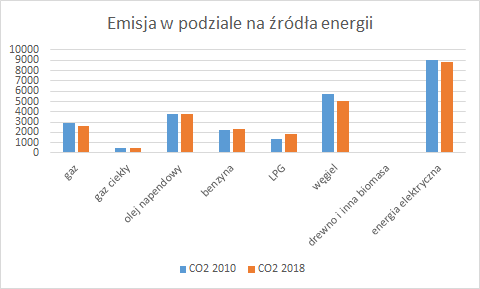 Emisja w podziale na źródła energii
10000
9000
8000
7000
6000
5000
4000
3000
2000
1000
0
gaz
gaz ciekły
olej napendowy
benzyna
LPG
węgiel
drewno i inna biomasa
energia elektryczna
CO2 2010 CO2 2018